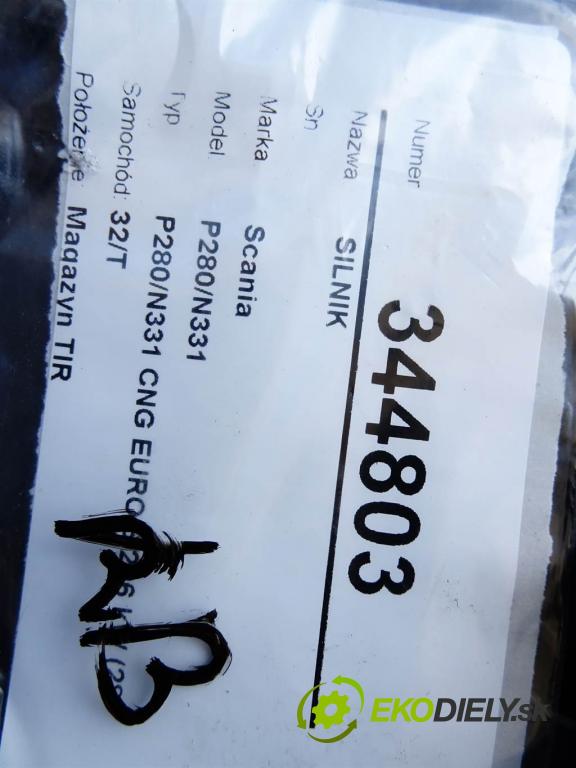 Numer 344803
Nazwa SILNIK
Sn
Marka Scania
Model P280/N331
Typ P280/N331 CNG EURO
Samochód: 32/T
Położenie Magazyn TIR
EKODIELY.sk